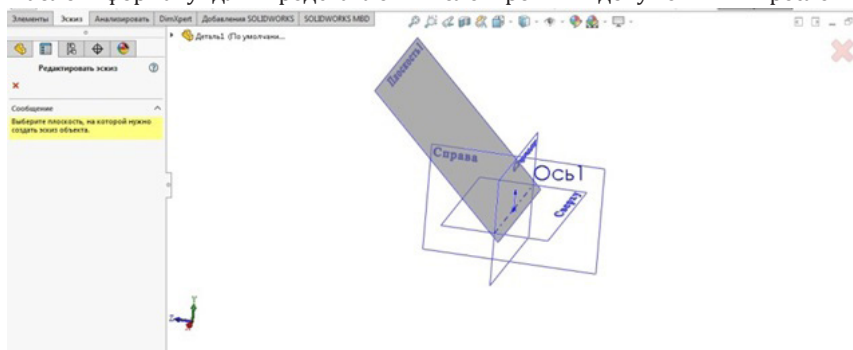 Элементы Эскиз Анализировать DimXpert Добавления SOLIDWORKS SOLIDWORKS MBD
Деталь1 (По умолчани...
Редактировать эскиз
Сообщение
Выберите плоскость, на которой нужно
создать эскиз объекта.
Плоскость1
Справа
Ось1
Сверху
Y
Z